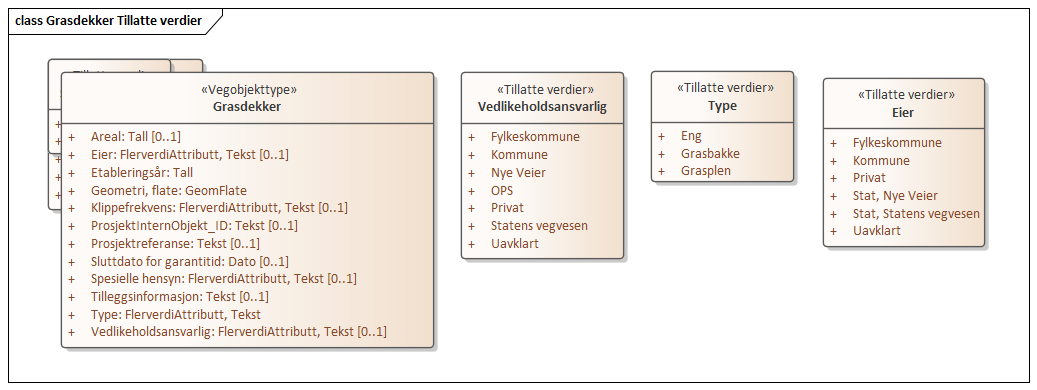 class Grasdekker Tillatte verdier
«Vegobjekttype»
Grasdekker
+ Areal: Tall [0..1]
+ Eier: FlerverdiAttributt, Tekst [0..1]
+ Etableringsår: Tall
+ Geometri, flate: GeomFlate
+ Klippefrekvens: FlerverdiAttributt, Tekst [0..1]
+ ProsjektInternObjekt_ID: Tekst [0..1]
+ Prosjektreferanse: Tekst [0..1]
+ Sluttdato for garantitid: Dato [0..1]
+ Spesielle hensyn: FlerverdiAttributt, Tekst [0..1]
+ Tilleggsinformasjon: Tekst [0..1]
+ Type: FlerverdiAttributt, Tekst
+ Vedlikeholdsansvarlig: FlerverdiAttributt, Tekst [0..1]
«Tillatte verdier»
Vedlikeholdsansvarlig
+ Fylkeskommune
+ Kommune
+ Nye Veier
+ OPS
+ Privat
+ Statens vegvesen
+ Uavklart
«Tillatte verdier»
Type
+ Eng
+ Grasbakke
+ Grasplen
«Tillatte verdier»
Eier
+ Fylkeskommune
+ Kommune
+ Privat
+ Stat, Nye Veier
+ Stat, Statens vegvesen
+ Uavklart